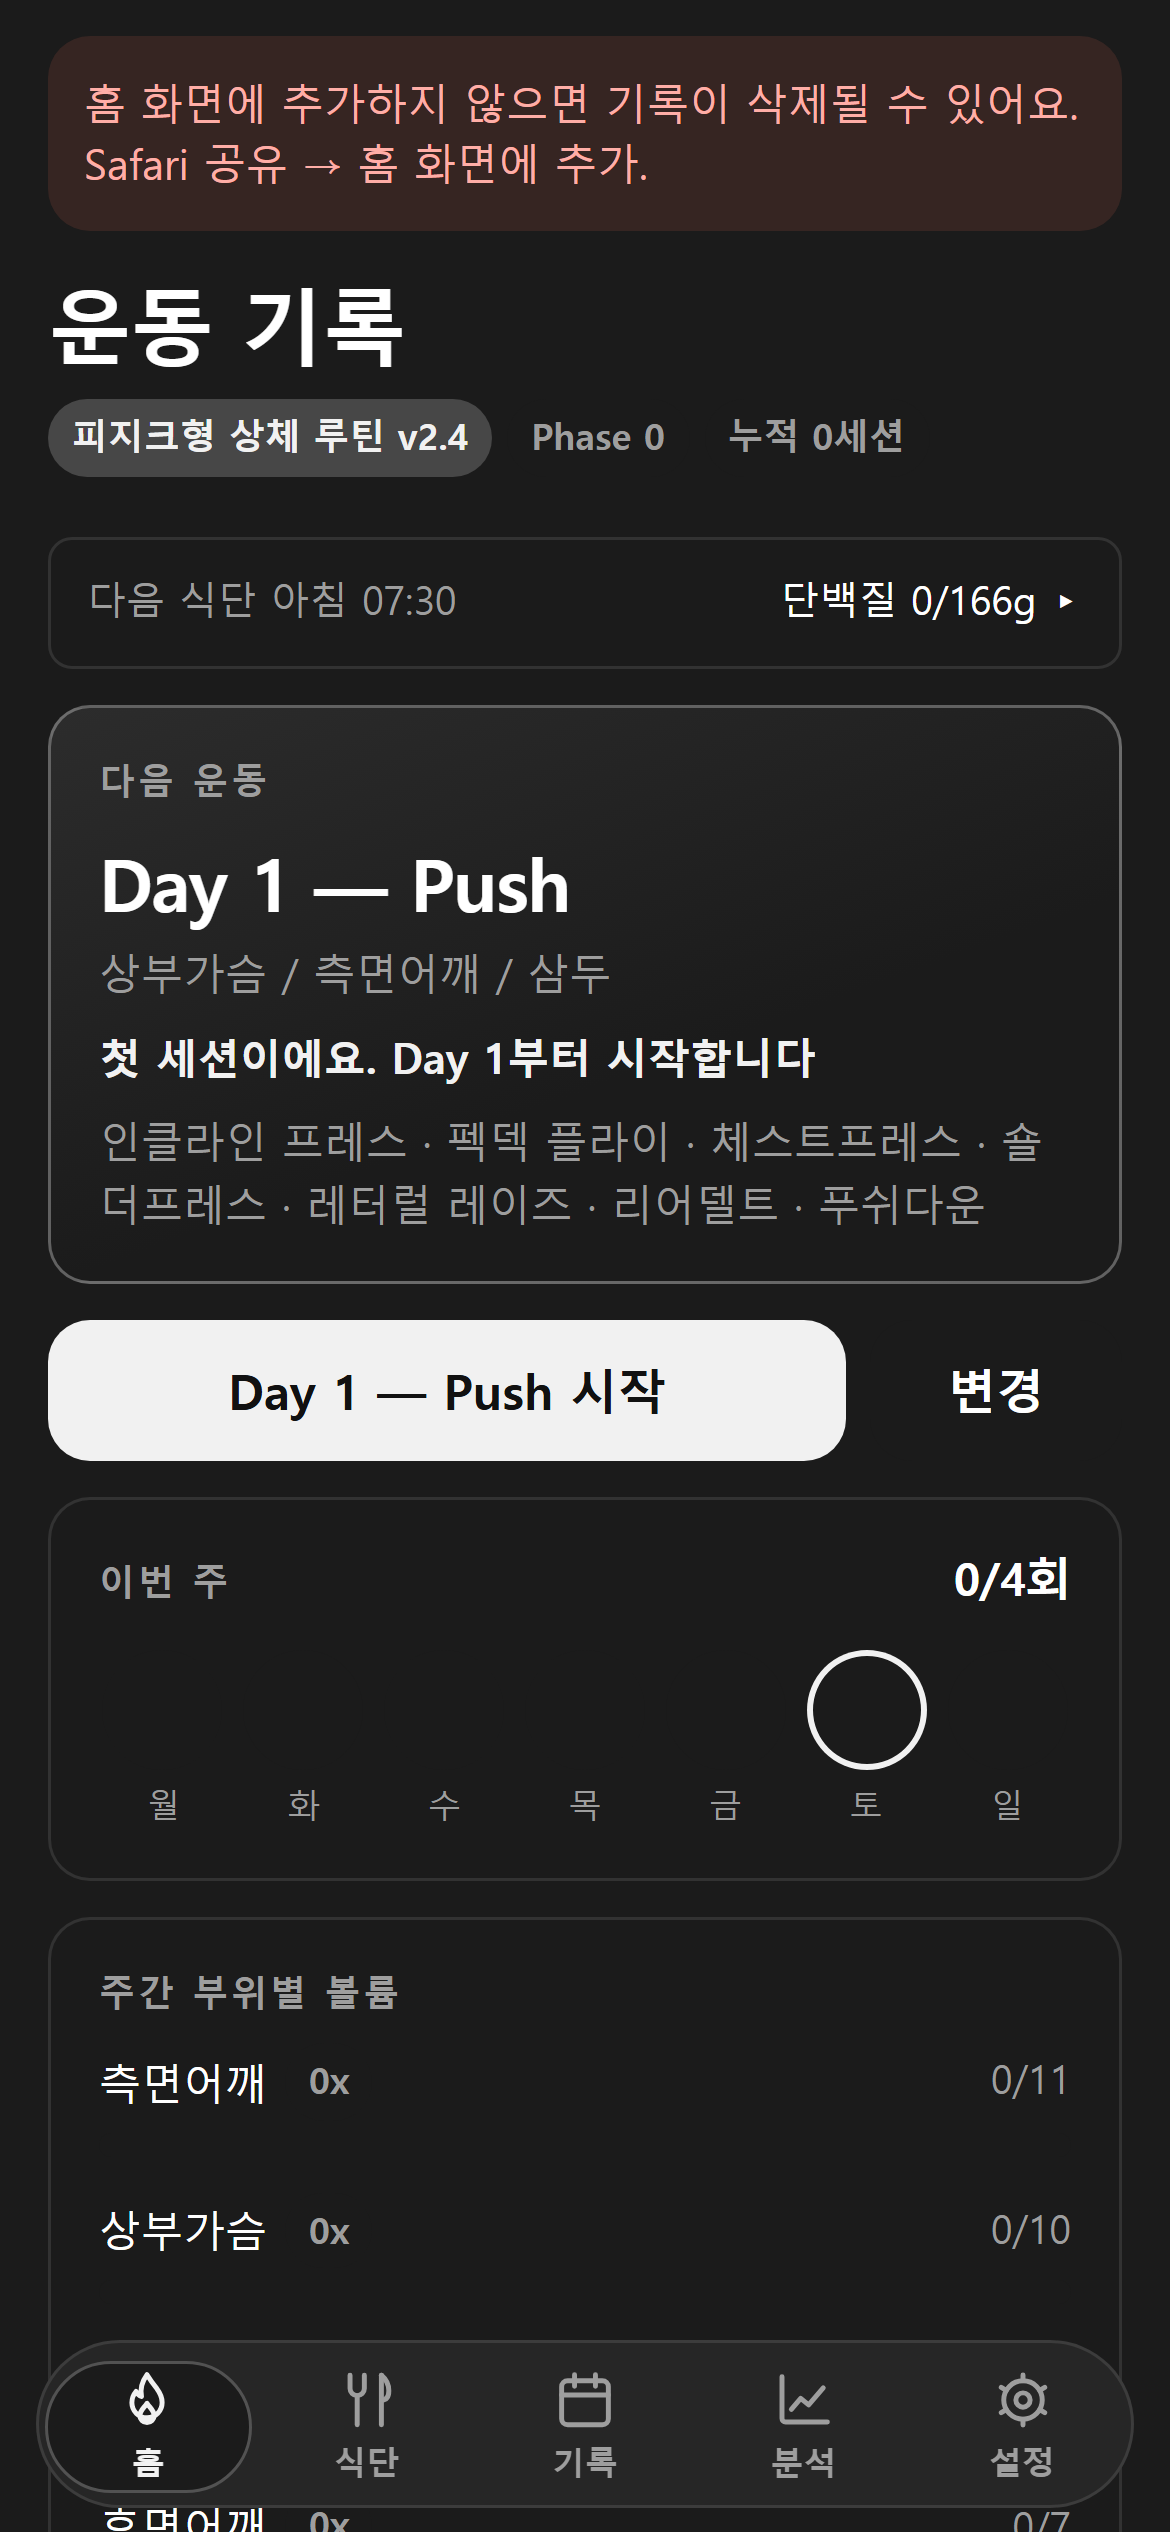 홈 화면에 추가하지 않으면 기록이 삭제될 수 있어요.
Safari 공유 → 홈 화면에 추가.
운동 기록
피지크형 상체 루틴 v2.4 Phase 0 누적 0세션
다음 식단 아침 07:30 단백질 0/166g ▸
다음 운동
Day 1 — Push
상부가슴 / 측면어깨 / 삼두
첫 세션이에요. Day 1부터 시작합니다
인클라인 프레스 · 펙덱 플라이 · 체스트프레스 · 숄
더프레스 · 레터럴 레이즈 · 리어델트 · 푸쉬다운
Day 1 — Push 시작 변경
이번 주 0/4회
월 화 수 목 금 토 일
주간 부위별 볼륨
측면어깨 0x 0/11
상부가슴 0x 0/10
홈 식단 기록 분석 설정
후면어깨 0x 0/7